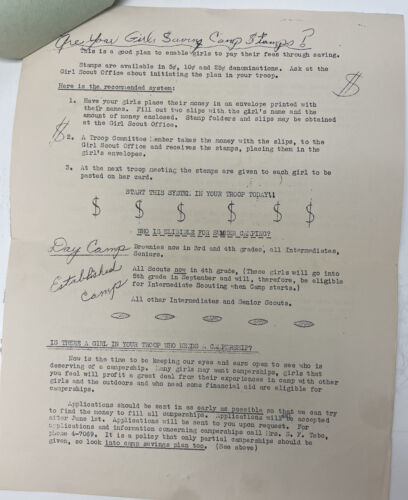 Are Your Girls Saving Camp Stamps?
This is a good plan to enable girls to pay their fees through saving.
Stamps are available in 5¢, 10¢ and 25¢ denominations. Ask at the
Girl Scout Office about initiating the plan in your troop.
Here is the recommended system:
1. Have your girls place their money in an envelope printed with
their names. Fill out two slips with the girl's name and the
amount of money enclosed. Stamp folders and slips may be obtained
at the Girl Scout Office.
$
$ 2. A Troop Committee Member takes the money with the slips, to the
Girl Scout Office and receives the stamps, placing them in the
girl's envelopes.
3. At the next troop meeting the stamps are given to each girl to be
pasted on her card.
START THIS SYSTEM IN YOUR TROOP TODAY!!
$ $ $ $ $ $
WHO IS ELIGIBLE FOR SUMMER CAMPING?
Day Camp Brownies now in 3rd and 4th grades, all Intermediates,
Seniors.
Established Camp
All Scouts now in 4th grade, (These girls will go into
5th grade in September and will, therefore, be eligible
for Intermediate Scouting when Camp starts.)
All other Intermediates and Senior Scouts.
IS THERE A GIRL IN YOUR TROOP WHO NEEDS A CAMPERSHIP?
Now is the time to be keeping our eyes and ears open to see who is
deserving of a campership. Many girls may want camperships, girls that
you feel will profit a great deal from their experiences in camp with other
girls and the outdoors and who need some financial aid are eligible for
camperships.
Applications should be sent in as early as possible so that we can try
to find the money to fill all camperships. Applications will be accepted
after June 1st. Applications will be sent to you upon request. For
applications and information concerning camperships call Mrs. S. F.
phone 4-7069. It is a policy that only partial camperships should be
given, so look into camp savings plan too. (See above)